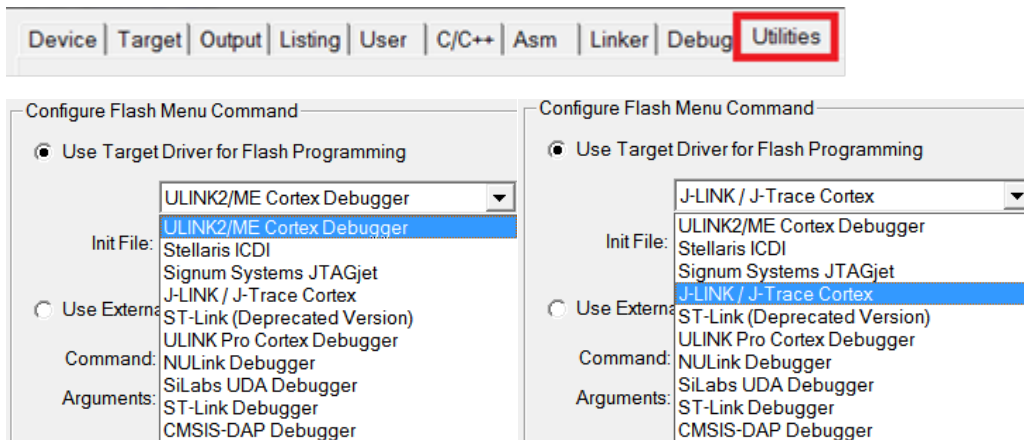 Device Target Output Listing User C/C++ Asm Linker Debug Utilities
Configure Flash Menu Command
Use Target Driver for Flash Programming
ULINK2/ME Cortex Debugger
ULINK2/ME Cortex Debugger
Init File: Stellaris ICDI
Signum Systems JTAGjet
J-LINK / J-Trace Cortex
Use Externa ST-Link (Deprecated Version)
ULINK Pro Cortex Debugger
Command: NULink Debugger
SiLabs UDA Debugger
Arguments: ST-Link Debugger
CMSIS-DAP Debugger
Configure Flash Menu Command
Use Target Driver for Flash Programming
J-LINK / J-Trace Cortex
ULINK2/ME Cortex Debugger
Init File: Stellaris ICDI
Signum Systems JTAGjet
J-LINK / J-Trace Cortex
Use Externa ST-Link (Deprecated Version)
ULINK Pro Cortex Debugger
Command: NULink Debugger
SiLabs UDA Debugger
Arguments: ST-Link Debugger
CMSIS-DAP Debugger